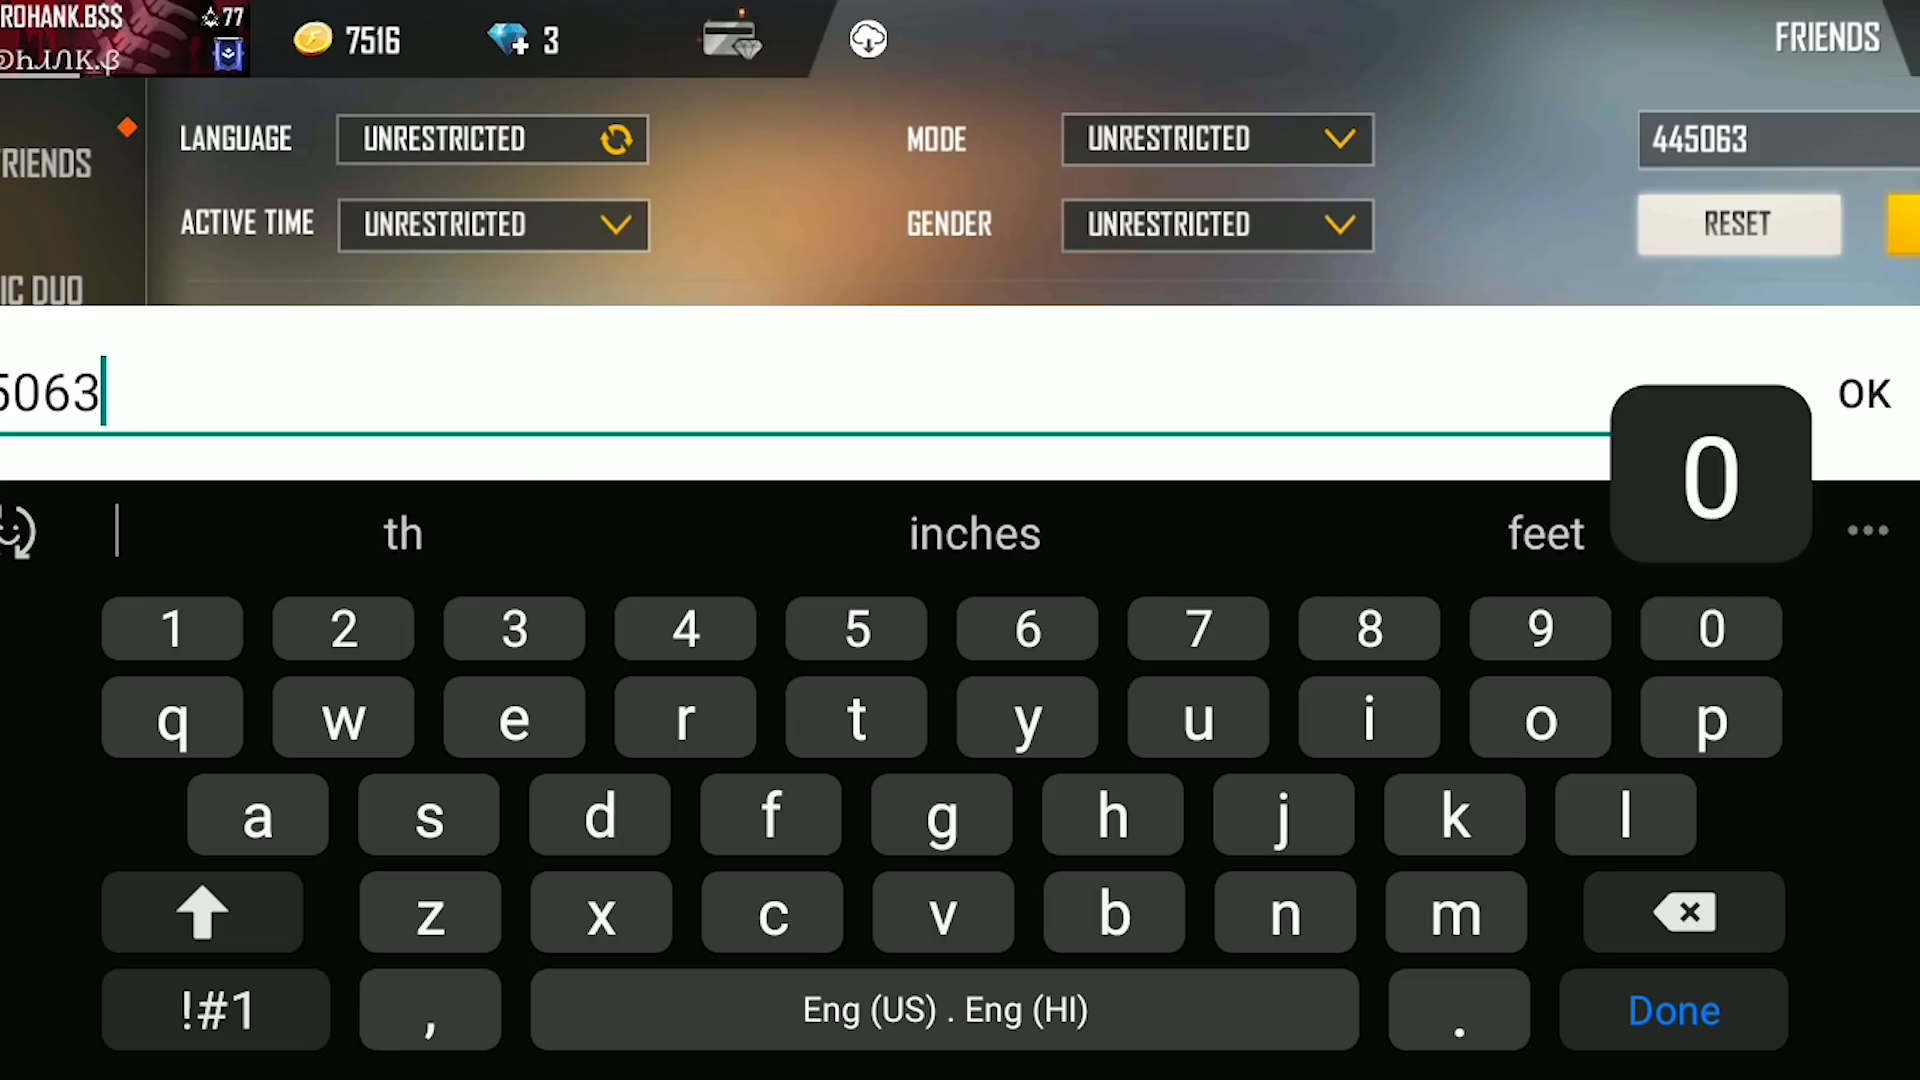 ROHANK.B$$
77
7516
3
FRIENDS
LANGUAGE
UNRESTRICTED
MODE
UNRESTRICTED
445063
RIENDS
ACTIVE TIME
UNRESTRICTED
GENDER
UNRESTRICTED
RESET
IC DUO
5063
OK
0
th
inches
feet
1 2 3 4 5 6 7 8 9 0
q w e r t y u i o p
a s d f g h j k l
z x c v b n m
!#1
,
Eng (US) . Eng (HI)
.
Done